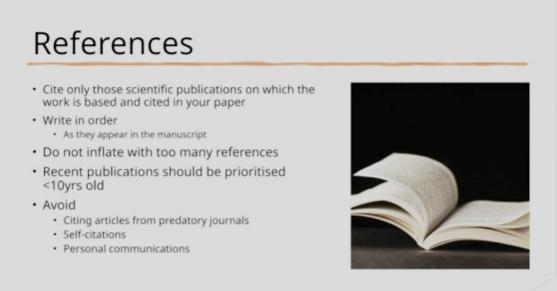 References
• Cite only those scientific publications on which the
work is based and cited in your paper
• Write in order
• As they appear in the manuscript
• Do not inflate with too many references
• Recent publications should be prioritised
<10yrs old
• Avoid
• Citing articles from predatory journals
• Self-citations
• Personal communications